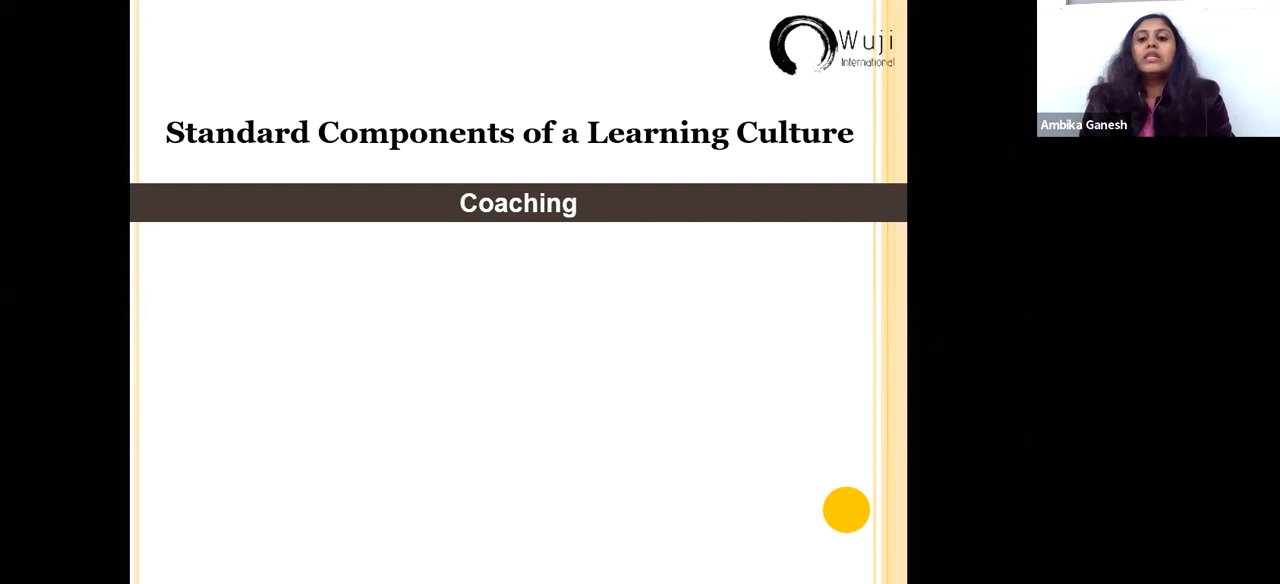 Wuji
International
Standard Components of a Learning Culture
Coaching
Ambika Ganesh